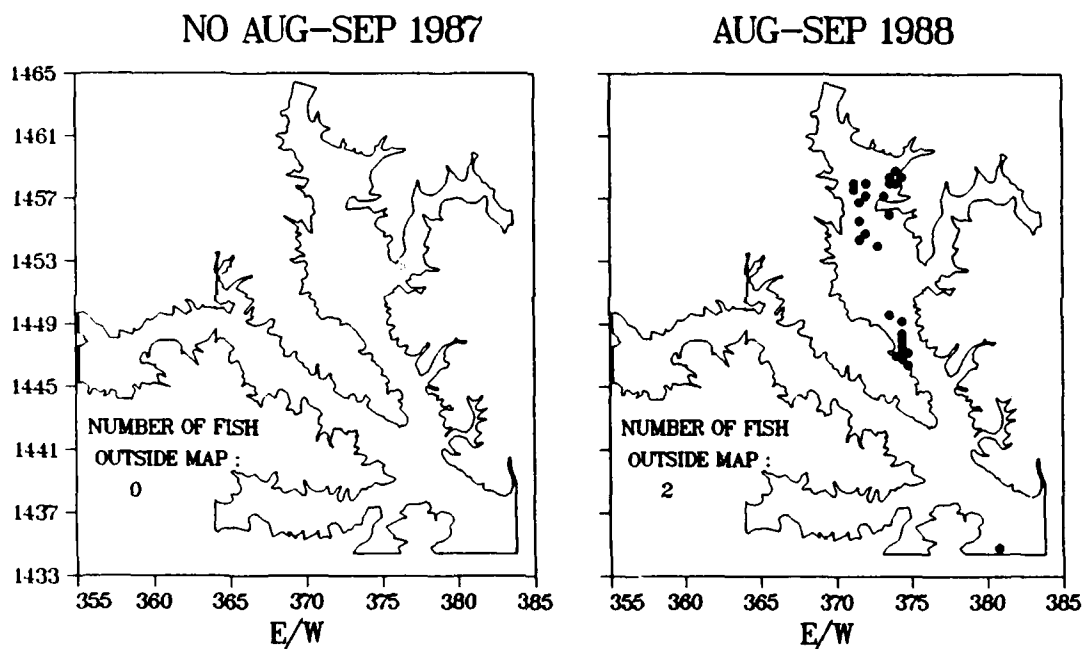 NO AUG-SEP 1987
AUG-SEP 1988
1465
1461
1457
1453
1449
1445
1441
1437
1433
NUMBER OF FISH
OUTSIDE MAP :
0
NUMBER OF FISH
OUTSIDE MAP :
2
355 360 365 370 375 380 385
355 360 365 370 375 380 385
E/W
E/W